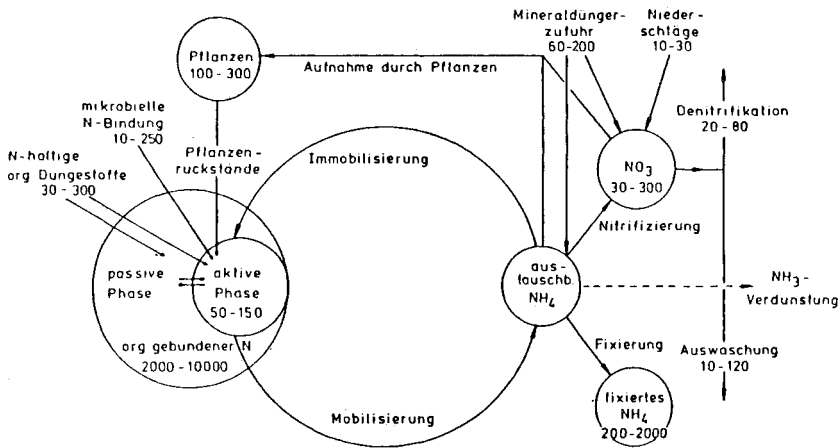 Mineraldünger-
zufuhr
60-200
Nieder-
schtäge
10-30
Pflanzen
100-300
Aufnahme durch Pflanzen
Denitrifikation
20-80
mikrobielle
N-Bindung
10-250
Pflanzen-
rückstände
Immobilisierung
NO3
30-300
N-haltige
org Dungestoffe
30-300
Nitrifizierung
passive
Phase
aktive
Phase
50-150
aus-
tauschb.
NH4
NH3-
Verdunstung
org gebundener N
2000-10000
Fixierung
Auswaschung
10-120
Mobilisierung
fixiertes
NH4
200-2000